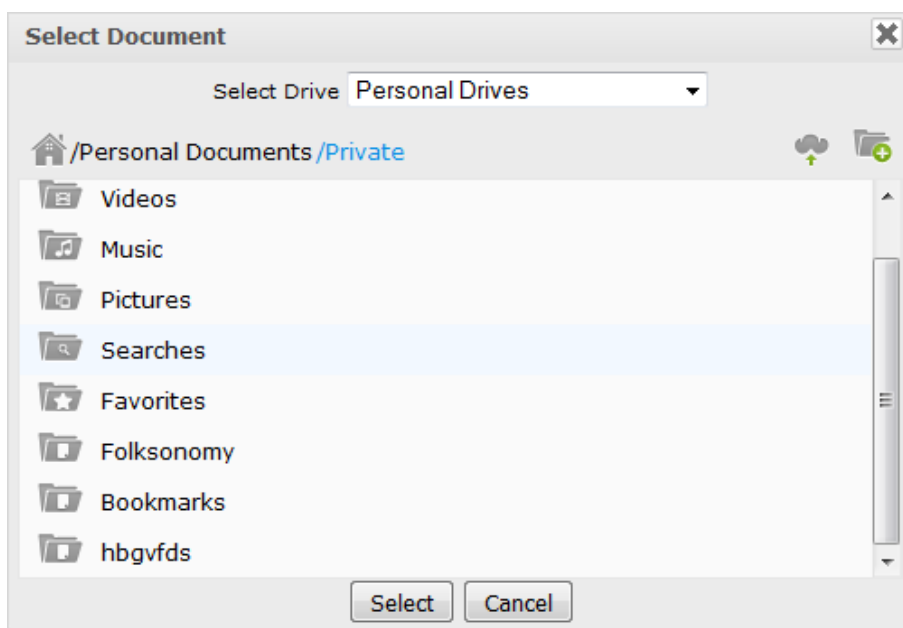 Select Document
Select Drive Personal Drives
/Personal Documents /Private
Videos
Music
Pictures
Searches
Favorites
Folksonomy
Bookmarks
hbgvfds
Select Cancel